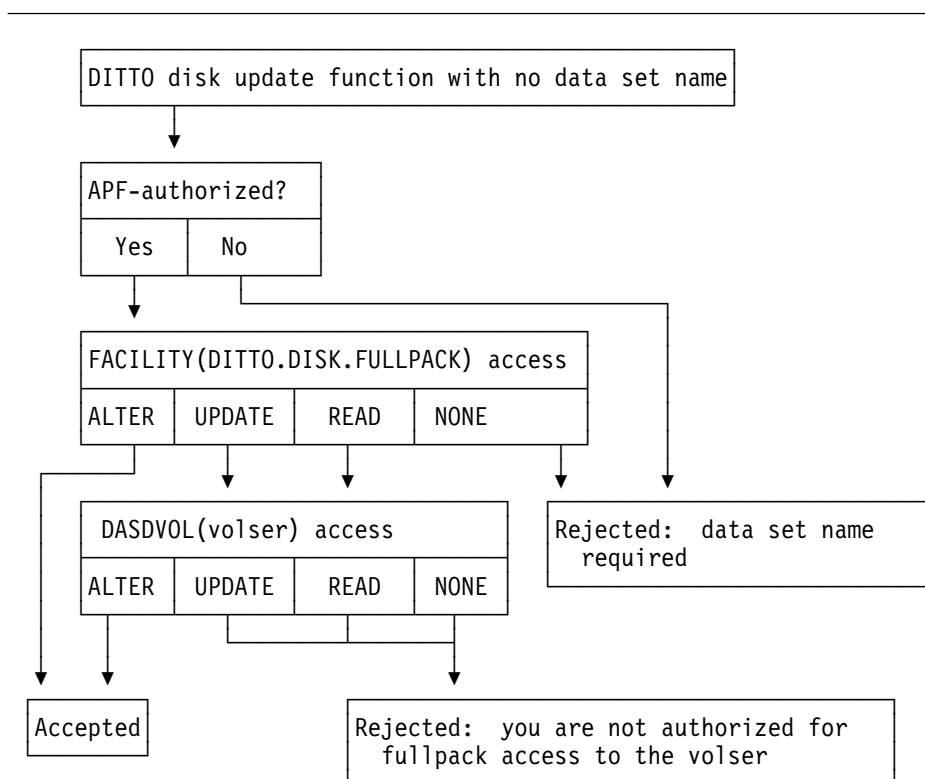 DITTO disk update function with no data set name
APF-authorized?
Yes No
FACILITY(DITTO.DISK.FULLPACK) access
ALTER UPDATE READ NONE
DASDVOL(volser) access
ALTER UPDATE READ NONE
Rejected: data set name
required
Accepted
Rejected: you are not authorized for
fullpack access to the volser